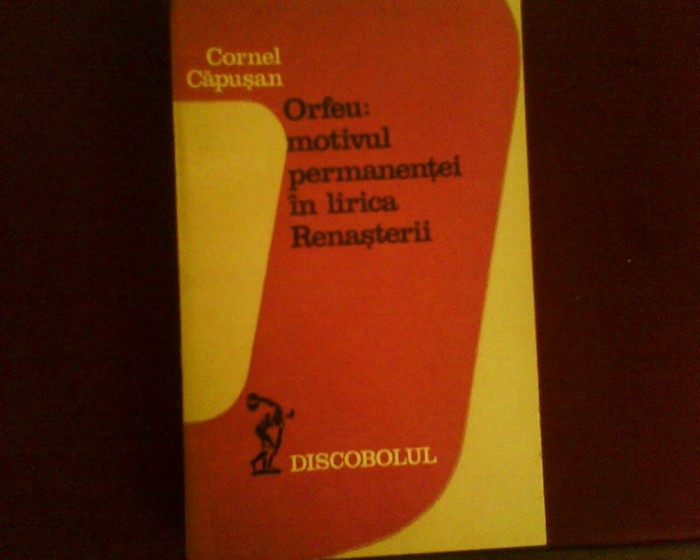 Cornel
Căpușan
Orfeu:
motivul
permanenței
în lirica
Renașterii
DISCOBOLUL